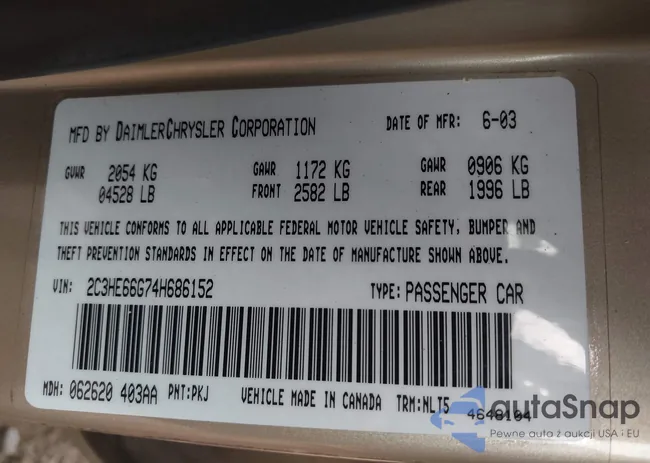 MFD BY DAIMLERCHRYSLER CORPORATION DATE OF MFR: 6-03
GVWR 2054 KG GAWR 1172 KG GAWR 0906 KG
04528 LB FRONT 2582 LB REAR 1996 LB
THIS VEHICLE CONFORMS TO ALL APPLICABLE FEDERAL MOTOR VEHICLE SAFETY, BUMPER AND
THEFT PREVENTION STANDARDS IN EFFECT ON THE DATE OF MANUFACTURE SHOWN ABOVE.
VIN: 2C3HE66G74H686152 TYPE: PASSENGER CAR
MDH: 062620 403AA PNT:PKJ VEHICLE MADE IN CANADA TRM:NLT5 4648104
autaSnap
Pewne auta z aukcji USA i EU